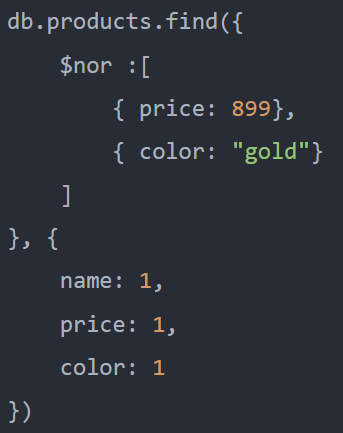 db.products.find({
    $nor :[
        { price: 899},
        { color: "gold"}
    ]
}, {
    name: 1,
    price: 1,
    color: 1
})